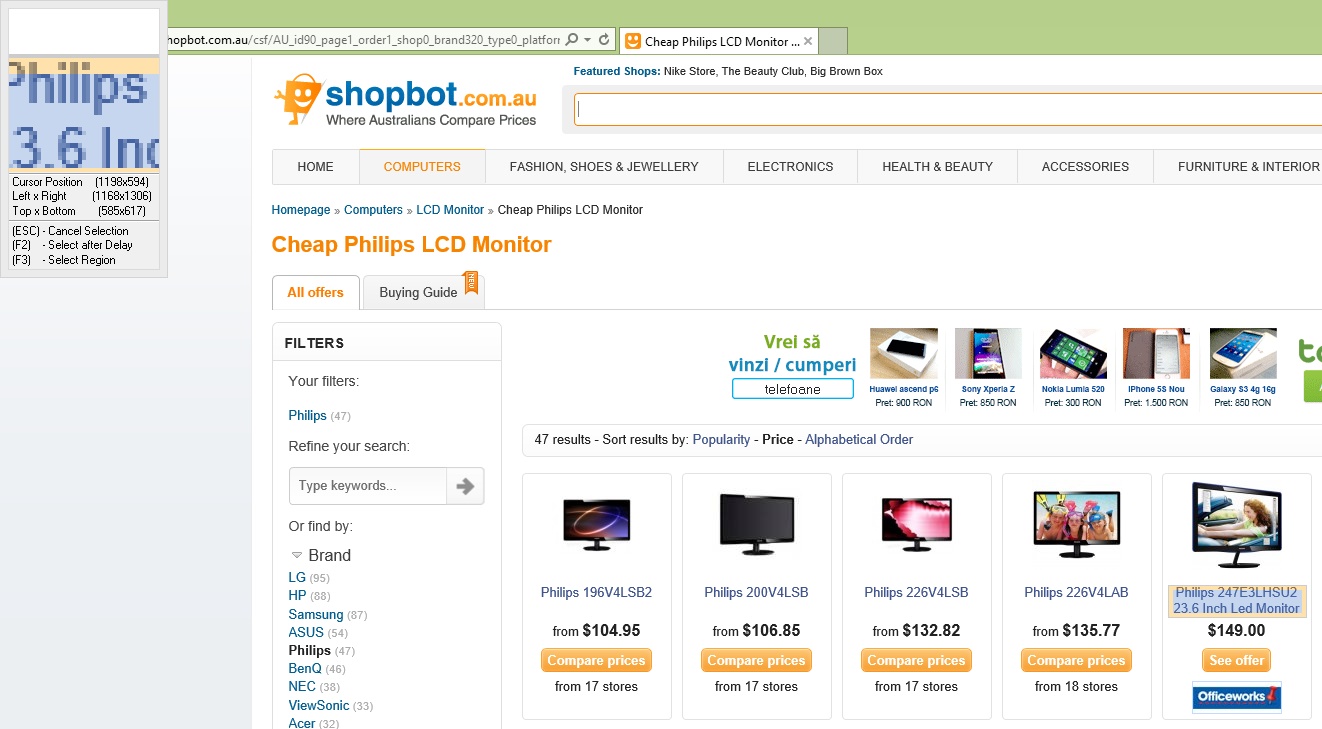 hopbot.com.au/csf/AU_id90_page1_order1_shop0_brand320_type0_platforr
Cheap Philips LCD Monitor ...
Philips
3.6 Inc
Cursor Position (1198x594)
Left x Right (1168x1306)
Top x Bottom (585x617)
(ESC) - Cancel Selection
(F2) - Select after Delay
(F3) - Select Region
shopbot.com.au
Where Australians Compare Prices
Featured Shops: Nike Store, The Beauty Club, Big Brown Box
HOME
COMPUTERS
FASHION, SHOES & JEWELLERY
ELECTRONICS
HEALTH & BEAUTY
ACCESSORIES
FURNITURE & INTERIOR
Homepage » Computers » LCD Monitor » Cheap Philips LCD Monitor
Cheap Philips LCD Monitor
All offers
Buying Guide
NEW
FILTERS
Your filters:
Philips (47)
Refine your search:
Type keywords...
Or find by:
Brand
LG (95)
HP (88)
Samsung (87)
ASUS (54)
Philips (47)
BenQ (46)
NEC (38)
ViewSonic (33)
Acer (32)
Vrei să
vinzi / cumperi
telefoane
Huawei ascend p6
Pret: 900 RON
Sony Xperia Z
Pret: 850 RON
Nokia Lumia 520
Pret: 300 RON
IPhone 5S Nou
Pret: 1.500 RON
Galaxy S3 4g 16g
Pret: 850 RON
47 results - Sort results by: Popularity - Price - Alphabetical Order
Philips 196V4LSB2
from $104.95
Compare prices
from 17 stores
Philips 200V4LSB
from $106.85
Compare prices
from 17 stores
Philips 226V4LSB
from $132.82
Compare prices
from 17 stores
Philips 226V4LAB
from $135.77
Compare prices
from 18 stores
Philips 247E3LHSU2
23.6 Inch Led Monitor
$149.00
See offer
Officeworks